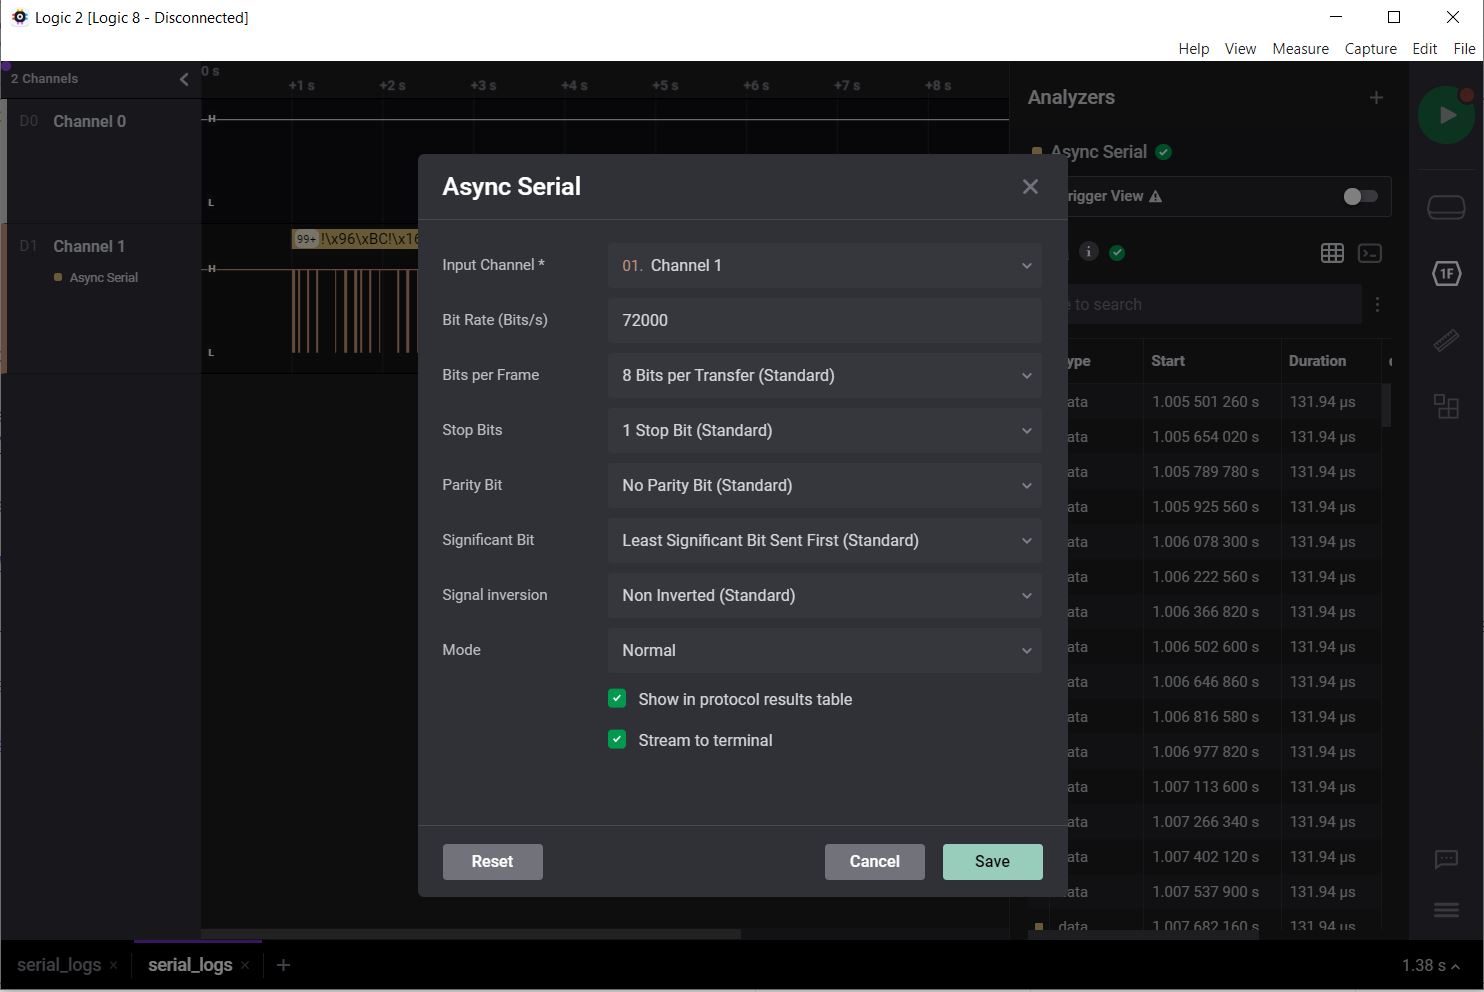 Logic 2 [Logic 8 - Disconnected]
Help View Measure Capture Edit File
2 Channels
0 s
+1 s +2 s +3 s +4 s +5 s +6 s +7 s +8 s
D0 Channel 0
H
L
D1 Channel 1
Async Serial
99+ !\x96\xBC!\x16
H
L
Async Serial
Input Channel * 01. Channel 1
Bit Rate (Bits/s) 72000
Bits per Frame 8 Bits per Transfer (Standard)
Stop Bits 1 Stop Bit (Standard)
Parity Bit No Parity Bit (Standard)
Significant Bit Least Significant Bit Sent First (Standard)
Signal inversion Non Inverted (Standard)
Mode Normal
Show in protocol results table
Stream to terminal
Reset Cancel Save
Analyzers
Async Serial
rigger View
1F
e to search
ype Start Duration
ata 1.005 501 260 s 131.94 µs
ata 1.005 654 020 s 131.94 µs
ata 1.005 789 780 s 131.94 µs
ata 1.005 925 560 s 131.94 µs
ata 1.006 078 300 s 131.94 µs
ata 1.006 222 560 s 131.94 µs
ata 1.006 366 820 s 131.94 µs
ata 1.006 502 600 s 131.94 µs
ata 1.006 646 860 s 131.94 µs
ata 1.006 816 580 s 131.94 µs
ata 1.006 977 820 s 131.94 µs
ata 1.007 113 600 s 131.94 µs
ata 1.007 266 340 s 131.94 µs
ata 1.007 402 120 s 131.94 µs
ata 1.007 537 900 s 131.94 µs
data 1.007 682 160 s 131.94 µs
serial_logs serial_logs
1.38 s